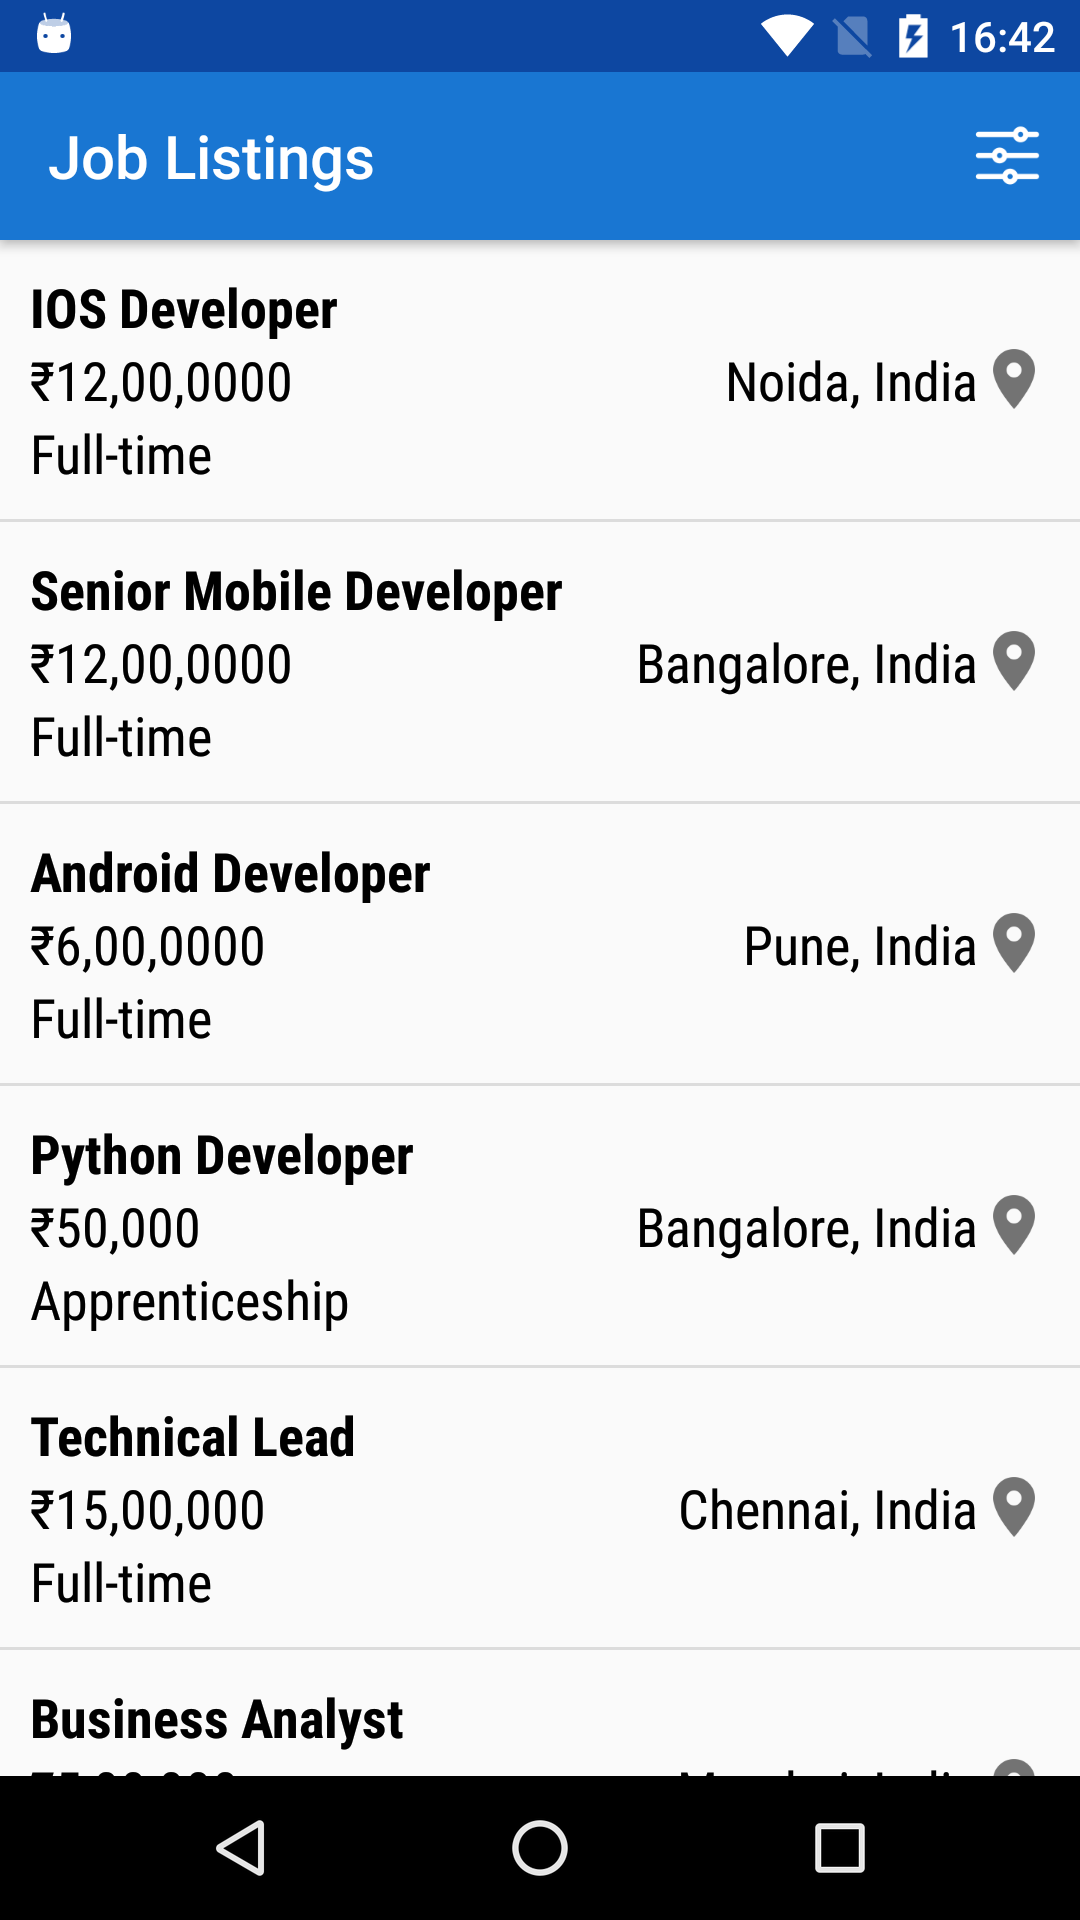 16:42
Job Listings
IOS Developer
₹12,00,0000
Noida, India
Full-time
Senior Mobile Developer
₹12,00,0000
Bangalore, India
Full-time
Android Developer
₹6,00,0000
Pune, India
Full-time
Python Developer
₹50,000
Bangalore, India
Apprenticeship
Technical Lead
₹15,00,000
Chennai, India
Full-time
Business Analyst